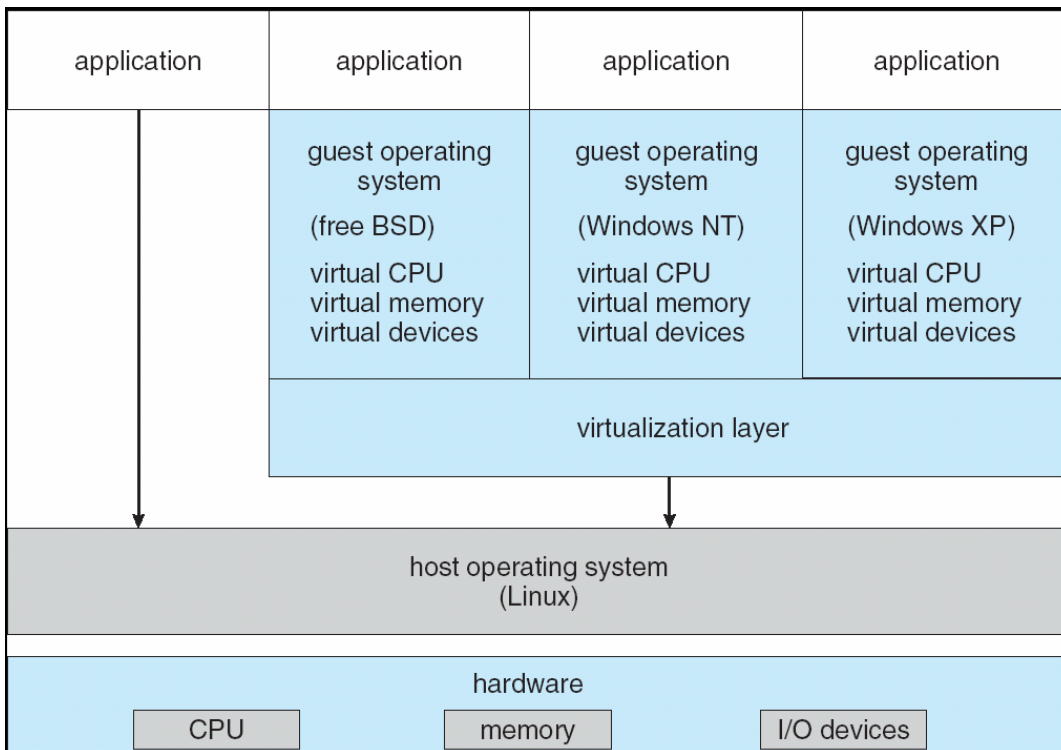 application
application
application
application
guest operating
system
(free BSD)
virtual CPU
virtual memory
virtual devices
guest operating
system
(Windows NT)
virtual CPU
virtual memory
virtual devices
guest operating
system
(Windows XP)
virtual CPU
virtual memory
virtual devices
virtualization layer
host operating system
(Linux)
hardware
CPU
memory
I/O devices